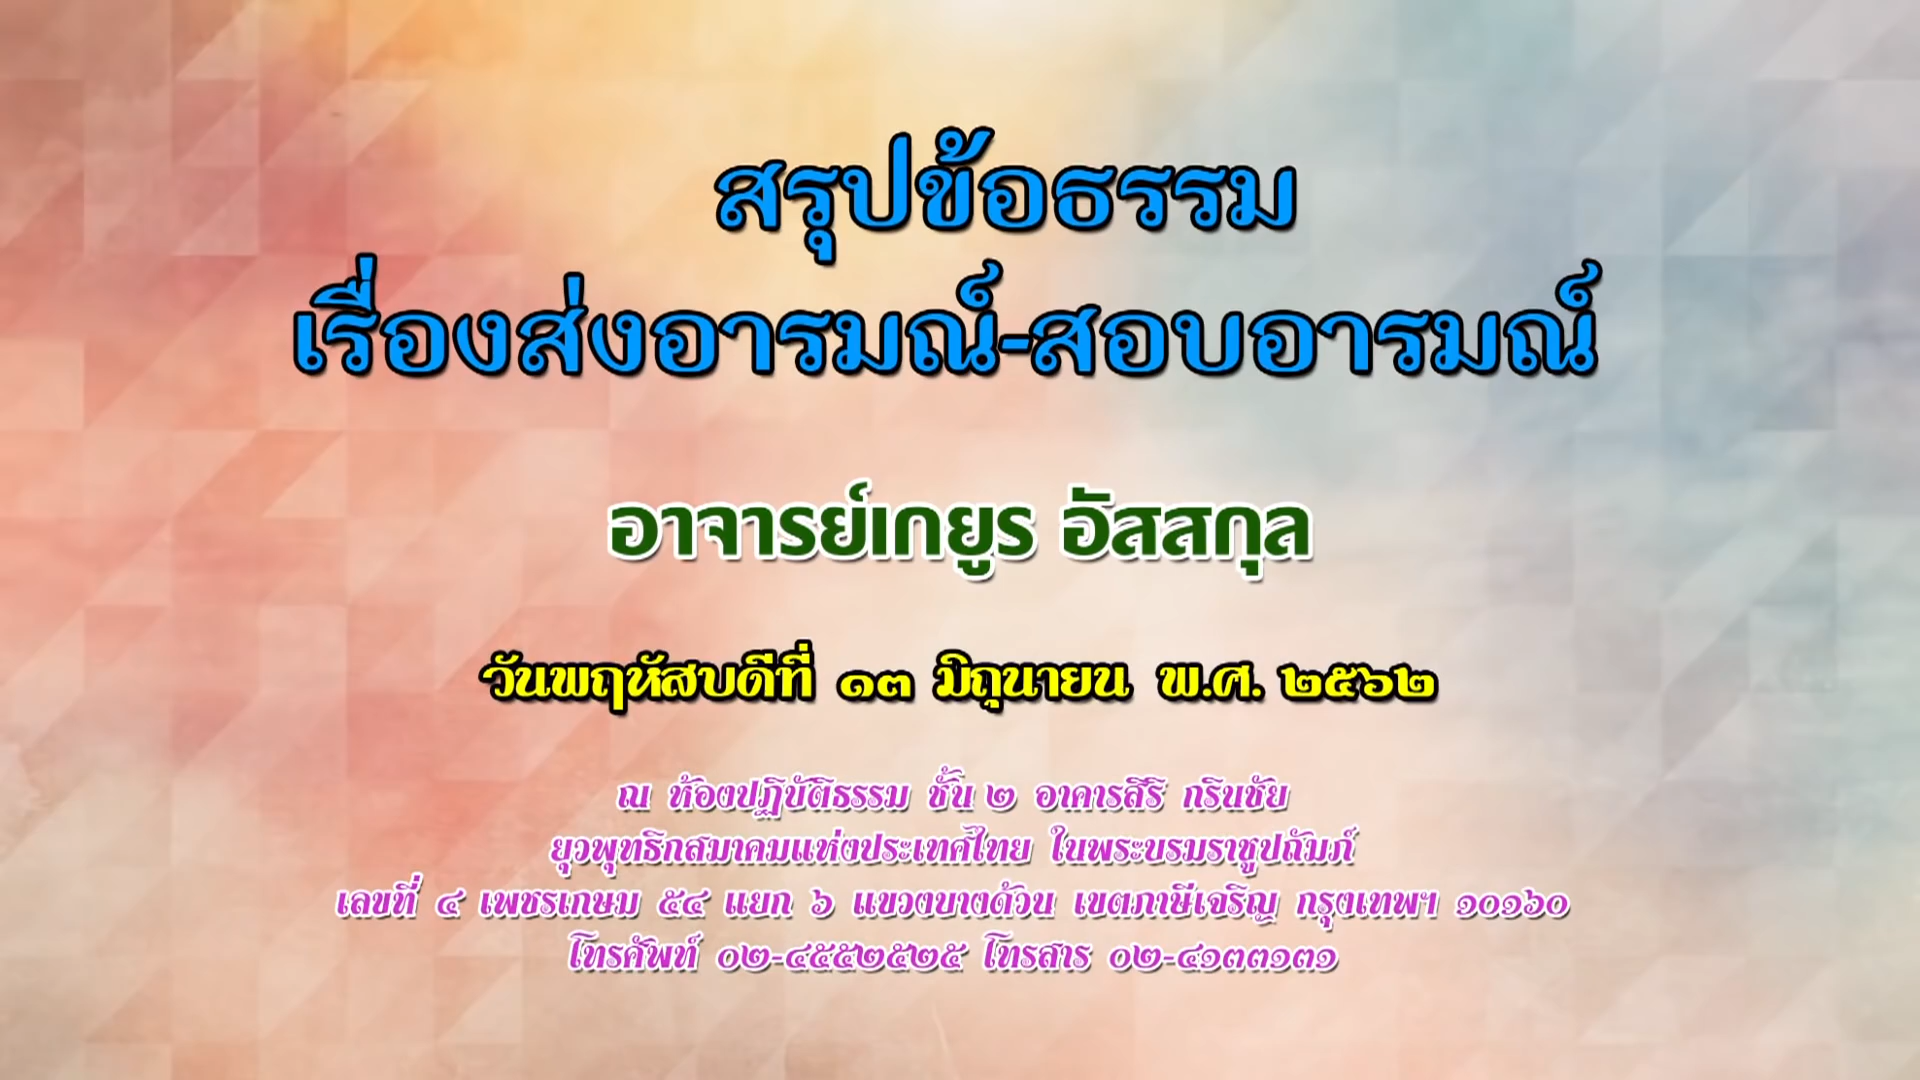 สรุปข้อธรรม
เรื่องส่งอารมณ์-สอบอารมณ์
อาจารย์เกยูร อัสสกุล
วันพฤหัสบดีที่ ๑๓ มิถุนายน พ.ศ. ๒๕๖๒
ณ ห้องปฏิบัติธรรม ชั้น ๒ อาคารสิริ กรินชัย
ยุวพุทธิกสมาคมแห่งประเทศไทย ในพระบรมราชูปถัมภ์
เลขที่ ๔ เพชรเกษม ๕๔ แยก ๖ แขวงบางด้วน เขตภาษีเจริญ กรุงเทพฯ ๑๐๑๖๐
โทรศัพท์ ๐๒-๔๕๕๒๕๒๕ โทรสาร ๐๒-๔๑๓๓๑๓๑